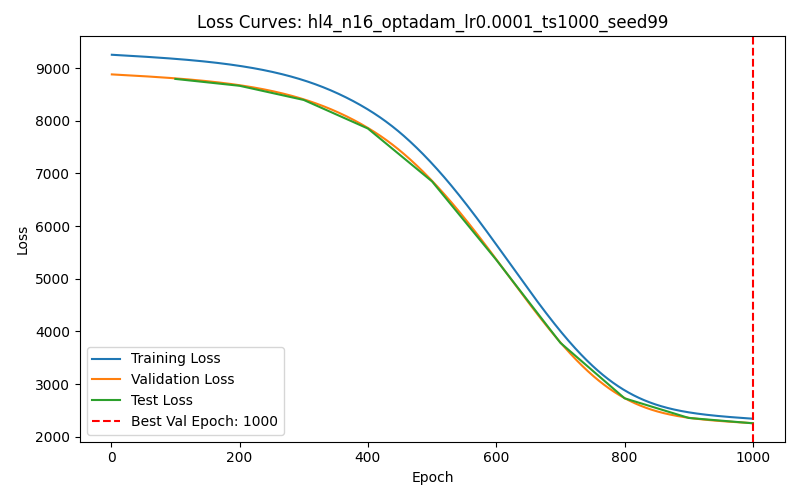 Loss Curves: hl4_n16_optadam_lr0.0001_ts1000_seed99
9000
8000
7000
6000
5000
4000
3000
2000
Loss
Training Loss
Validation Loss
Test Loss
Best Val Epoch: 1000
0 200 400 600 800 1000
Epoch